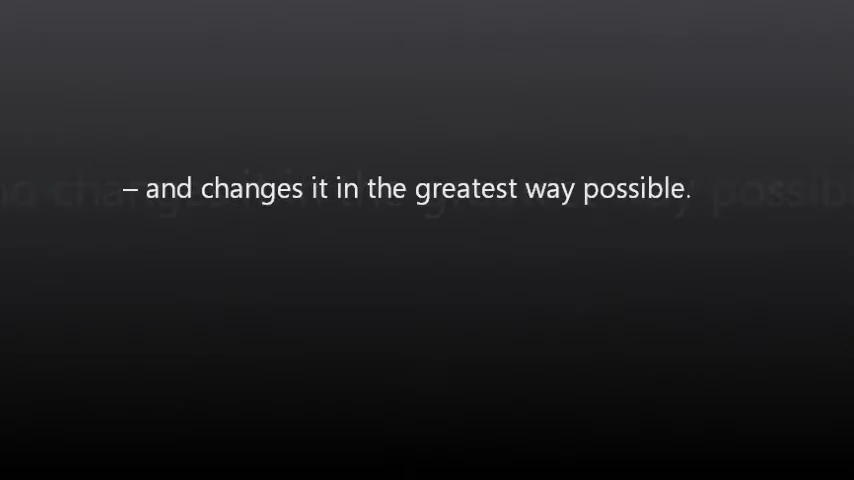 – and changes it in the greatest way possible.